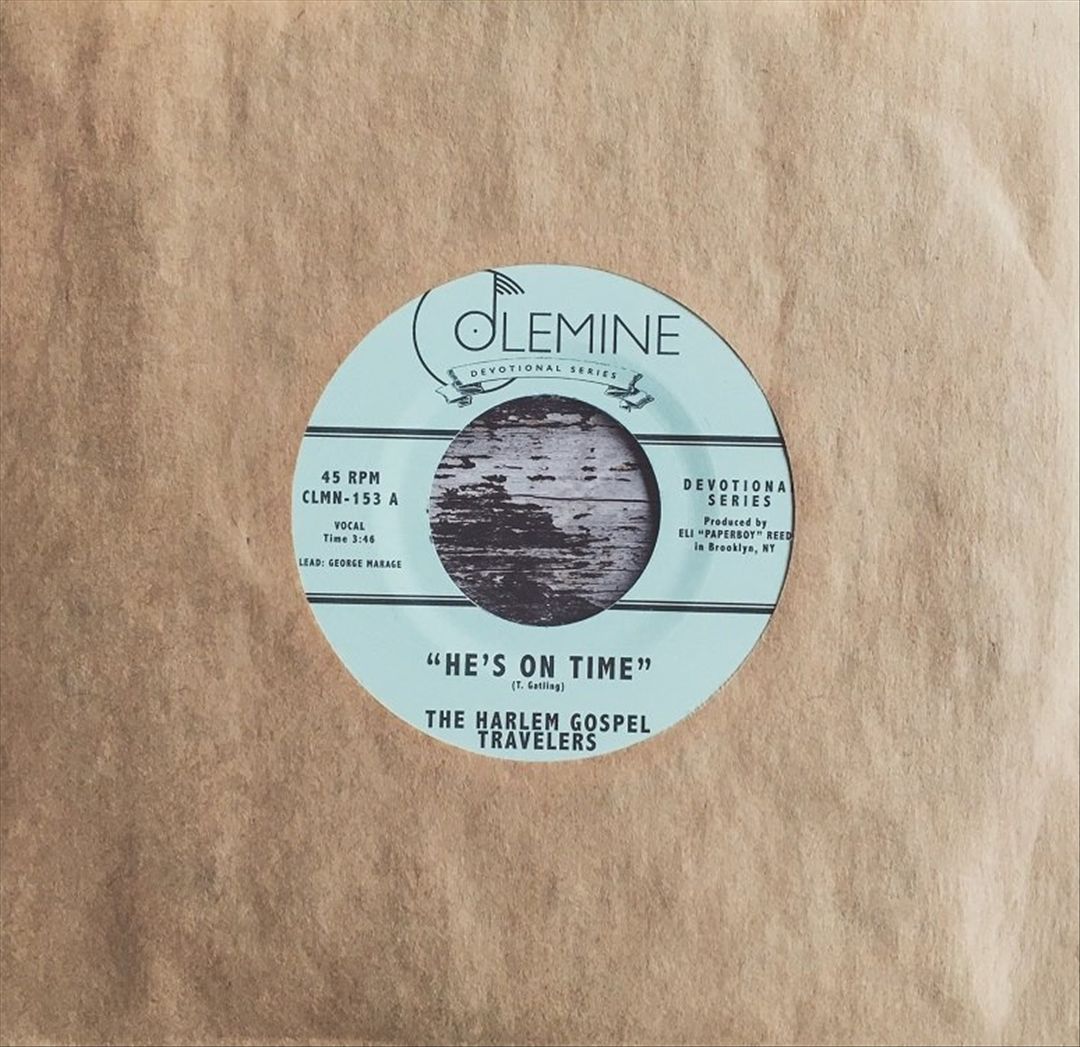 COLEMINE
DEVOTIONAL SERIES
45 RPM
CLMN-153 A
VOCAL
Time 3:46
LEAD: GEORGE MARAGE
DEVOTIONA
SERIES
Produced by
ELI "PAPERBOY" REED
in Brooklyn, NY
"HE'S ON TIME"
(T. Gatling)
THE HARLEM GOSPEL
TRAVELERS